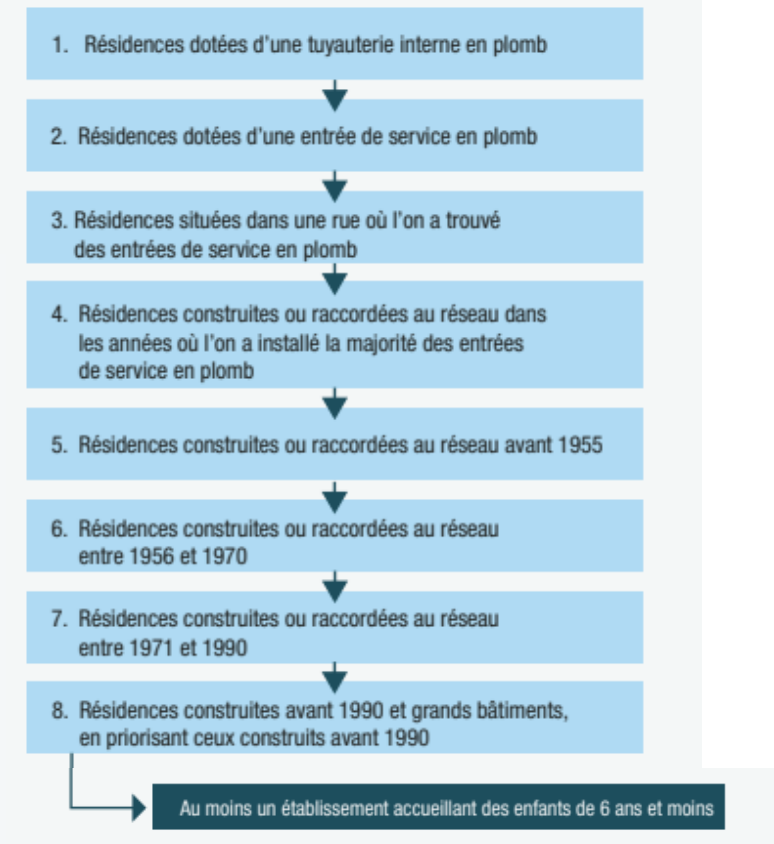 1. Résidences dotées d'une tuyauterie interne en plomb
2. Résidences dotées d'une entrée de service en plomb
3. Résidences situées dans une rue où l'on a trouvé
des entrées de service en plomb
4. Résidences construites ou raccordées au réseau dans
les années où l'on a installé la majorité des entrées
de service en plomb
5. Résidences construites ou raccordées au réseau avant 1955
6. Résidences construites ou raccordées au réseau
entre 1956 et 1970
7. Résidences construites ou raccordées au réseau
entre 1971 et 1990
8. Résidences construites avant 1990 et grands bâtiments,
en priorisant ceux construits avant 1990
Au moins un établissement accueillant des enfants de 6 ans et moins